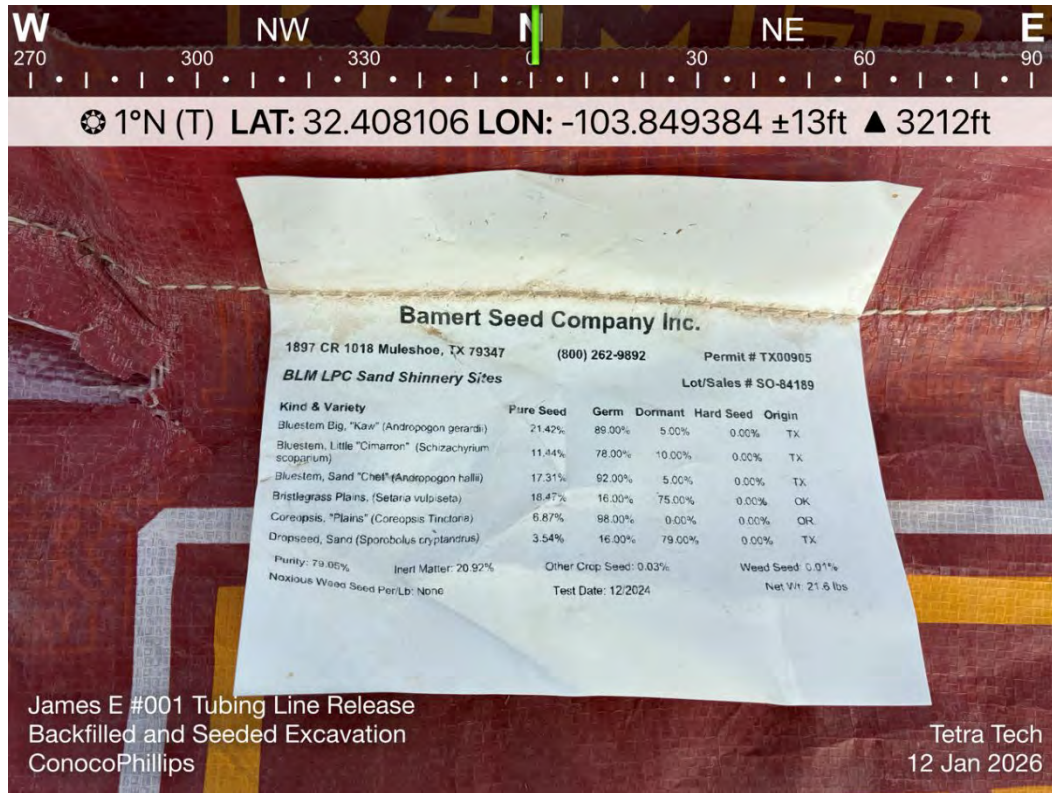 W NW N NE E
270 300 330 0 30 60 90
1°N (T) LAT: 32.408106 LON: -103.849384 ±13ft ▲ 3212ft
Bamert Seed Company Inc.
1897 CR 1018 Muleshoe, TX 79347 (800) 262-9892 Permit # TX00905
BLM LPC Sand Shinnery Sites
Lot/Sales # SO-84189
Kind & Variety Pure Seed Germ Dormant Hard Seed Origin
Bluestem Big, "Kaw" (Andropogon gerardii) 21.42% 89.00% 5.00% 0.00% TX
Bluestem, Little "Cimarron" (Schizachyrium
scoparium) 11.44% 78.00% 10.00% 0.00% TX
Bluestem, Sand "Chet" (Andropogon hallii) 17.31% 92.00% 5.00% 0.00% TX
Bristlegrass Plains, (Setaria vulpiseta) 18.47% 16.00% 75.00% 0.00% OK
Coreopsis, "Plains" (Coreopsis Tinctoria) 6.87% 98.00% 0.00% 0.00% OR
Dropseed, Sand (Sporobolus cryptandrus) 3.54% 16.00% 79.00% 0.00% TX
Purity: 79.05% Inert Matter: 20.92% Other Crop Seed: 0.03% Weed Seed: 0.01%
Noxious Weed Seed Per/Lb: None Test Date: 12/2024 Net Wt: 21.6 lbs
James E #001 Tubing Line Release
Backfilled and Seeded Excavation
ConocoPhillips
Tetra Tech
12 Jan 2026